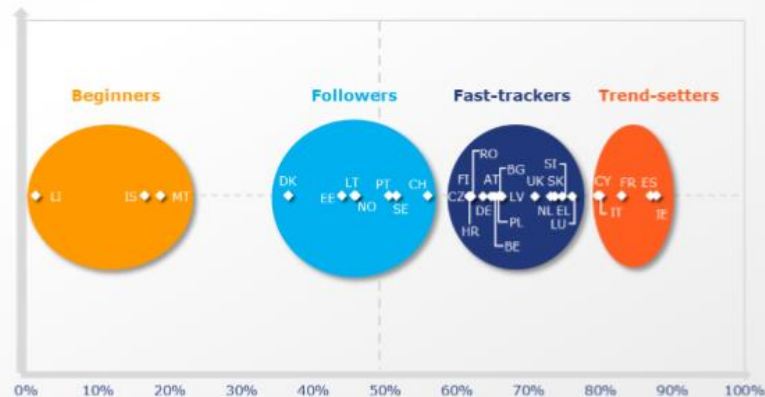 Beginners Followers Fast-trackers Trend-setters
RO
SI
BG
DK LT PT CH FI AT UK SK CY FR ES
LI IS MT EE CZ LV
NO SE DE PL NL EL IT IE
HR LU
BE
0% 10% 20% 30% 40% 50% 60% 70% 80% 90% 100%